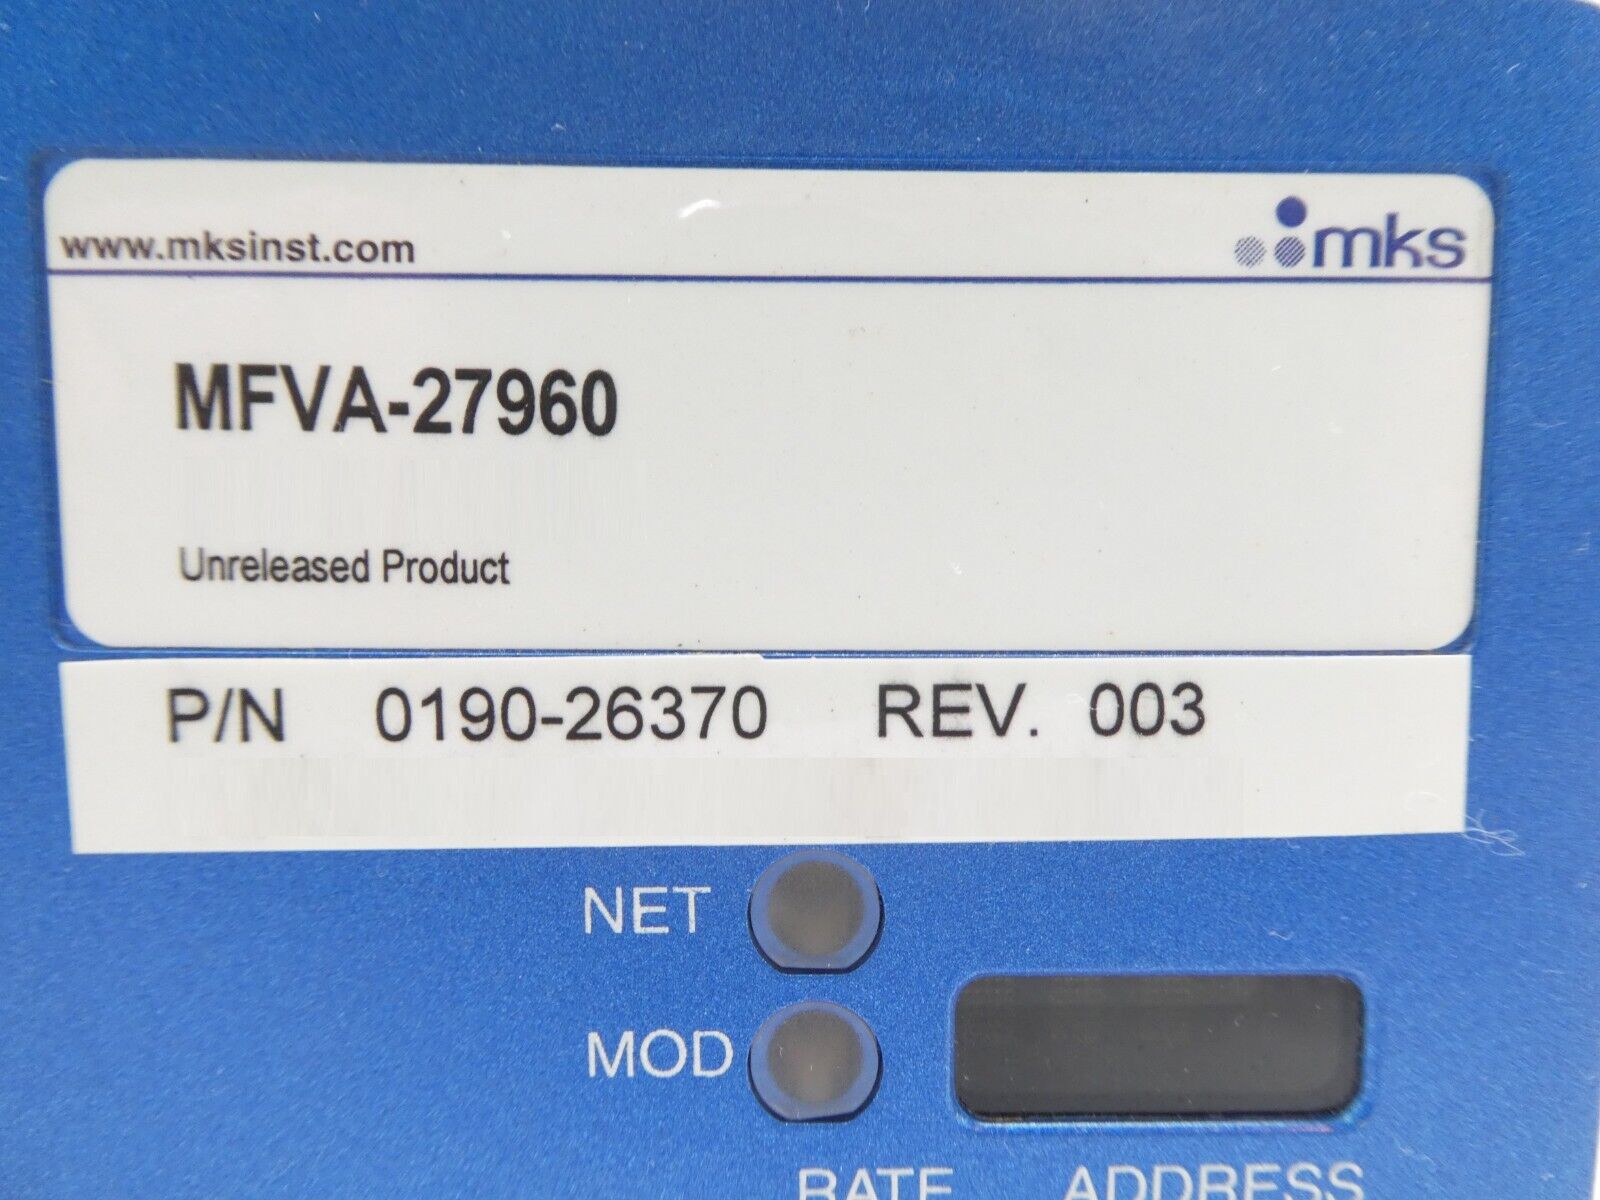 www.mksinst.com
mks
MFVA-27960
Unreleased Product
P/N 0190-26370 REV. 003
NET
MOD
RATE ADDRESS